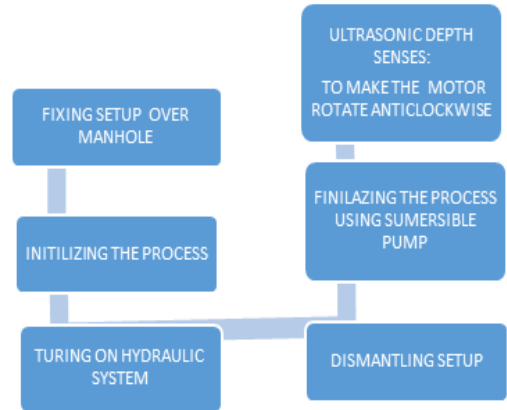 FIXING SETUP OVER
MANHOLE
INITILIZING THE PROCESS
TURING ON HYDRAULIC
SYSTEM
ULTRASONIC DEPTH
SENSES:
TO MAKE THE MOTOR
ROTATE ANTICLOCKWISE
FINILAZING THE PROCESS
USING SUMERSIBLE
PUMP
DISMANTLING SETUP